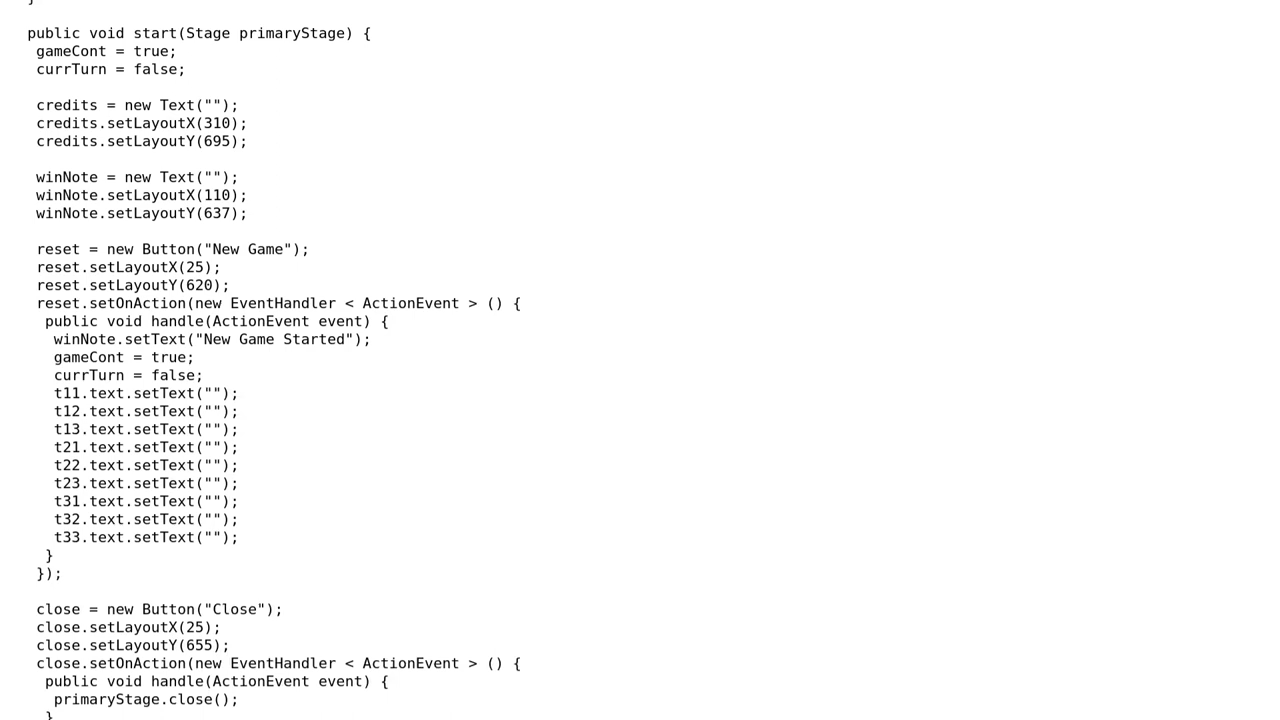 }
public void start(Stage primaryStage) {
gameCont = true;
currTurn = false;
credits = new Text("");
credits.setLayoutX(310);
credits.setLayoutY(695);
winNote = new Text("");
winNote.setLayoutX(110);
winNote.setLayoutY(637);
reset = new Button("New Game");
reset.setLayoutX(25);
reset.setLayoutY(620);
reset.setOnAction(new EventHandler < ActionEvent > () {
public void handle(ActionEvent event) {
winNote.setText("New Game Started");
gameCont = true;
currTurn = false;
t11.text.setText("");
t12.text.setText("");
t13.text.setText("");
t21.text.setText("");
t22.text.setText("");
t23.text.setText("");
t31.text.setText("");
t32.text.setText("");
t33.text.setText("");
}
});
close = new Button("Close");
close.setLayoutX(25);
close.setLayoutY(655);
close.setOnAction(new EventHandler < ActionEvent > () {
public void handle(ActionEvent event) {
primaryStage.close();
}